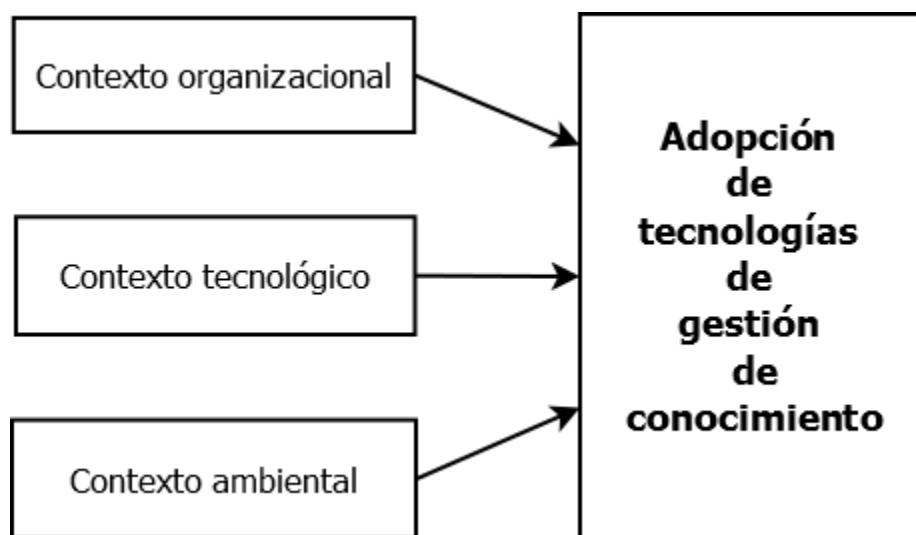 Contexto organizacional
Contexto tecnológico
Contexto ambiental
Adopción
de
tecnologías
de
gestión
de
conocimiento